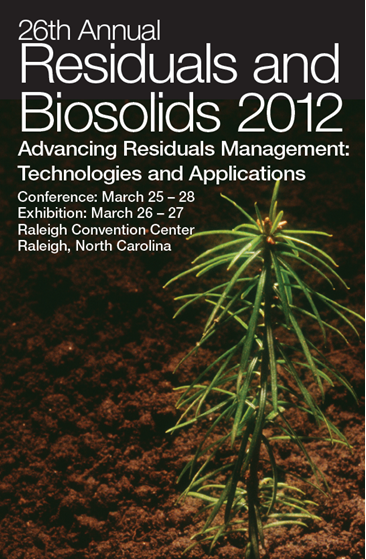 26th Annual
Residuals and
Biosolids 2012
Advancing Residuals Management:
Technologies and Applications
Conference: March 25 – 28
Exhibition: March 26 – 27
Raleigh Convention Center
Raleigh, North Carolina